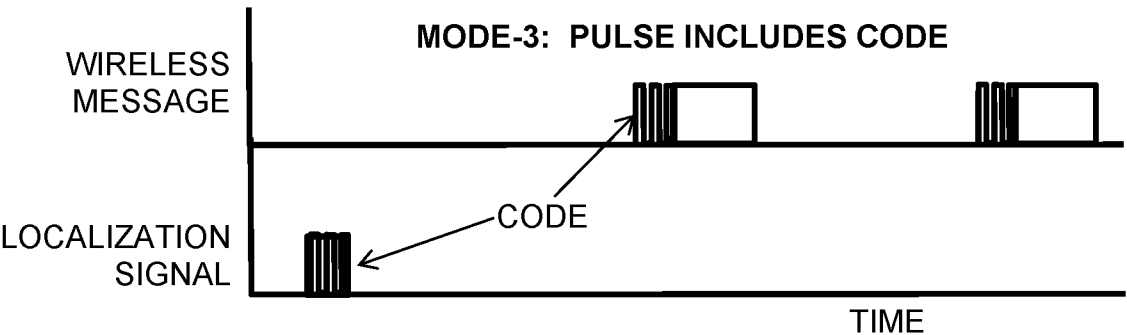 MODE-3: PULSE INCLUDES CODE
WIRELESS
MESSAGE
CODE
LOCALIZATION
SIGNAL
TIME